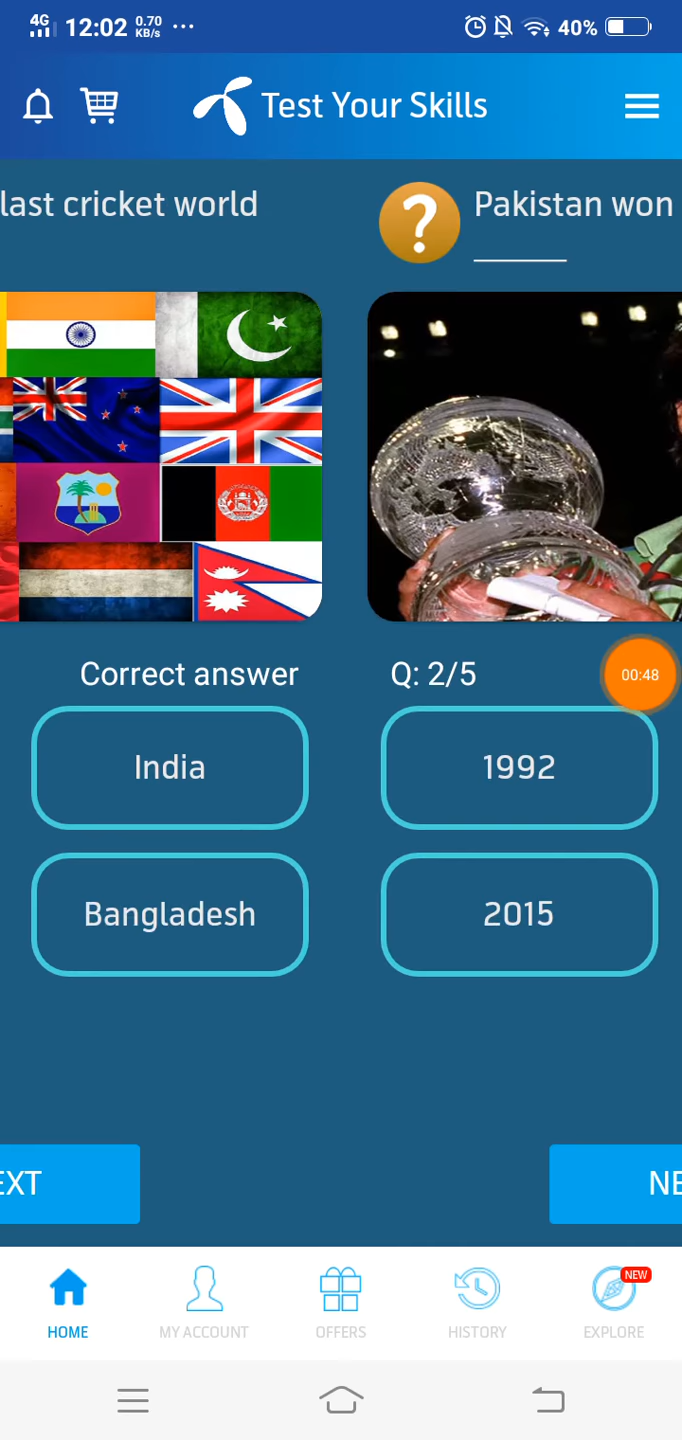 4G 12:02 0.70 KB/s ... 40%
Test Your Skills
last cricket world
? Pakistan won
Correct answer
Q: 2/5
00:48
India
1992
Bangladesh
2015
EXT
NE
NEW
HOME
MY ACCOUNT
OFFERS
HISTORY
EXPLORE